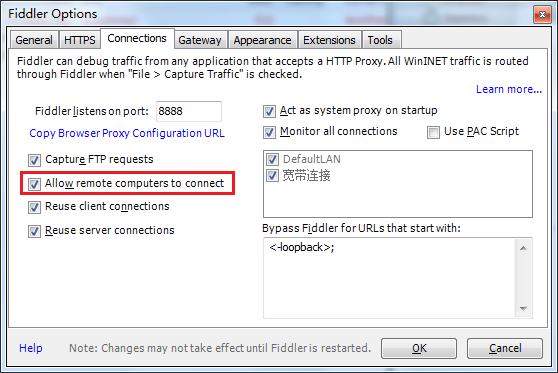 Fiddler Options
General HTTPS Connections Gateway Appearance Extensions Tools
Fiddler can debug traffic from any application that accepts a HTTP Proxy. All WinINET traffic is routed
through Fiddler when "File > Capture Traffic" is checked.
Learn more...
Fiddler listens on port: 8888
Copy Browser Proxy Configuration URL
Capture FTP requests
Allow remote computers to connect
Reuse client connections
Reuse server connections
Act as system proxy on startup
Monitor all connections Use PAC Script
DefaultLAN
宽带连接
Bypass Fiddler for URLs that start with:
<-loopback>;
Help Note: Changes may not take effect until Fiddler is restarted. OK Cancel